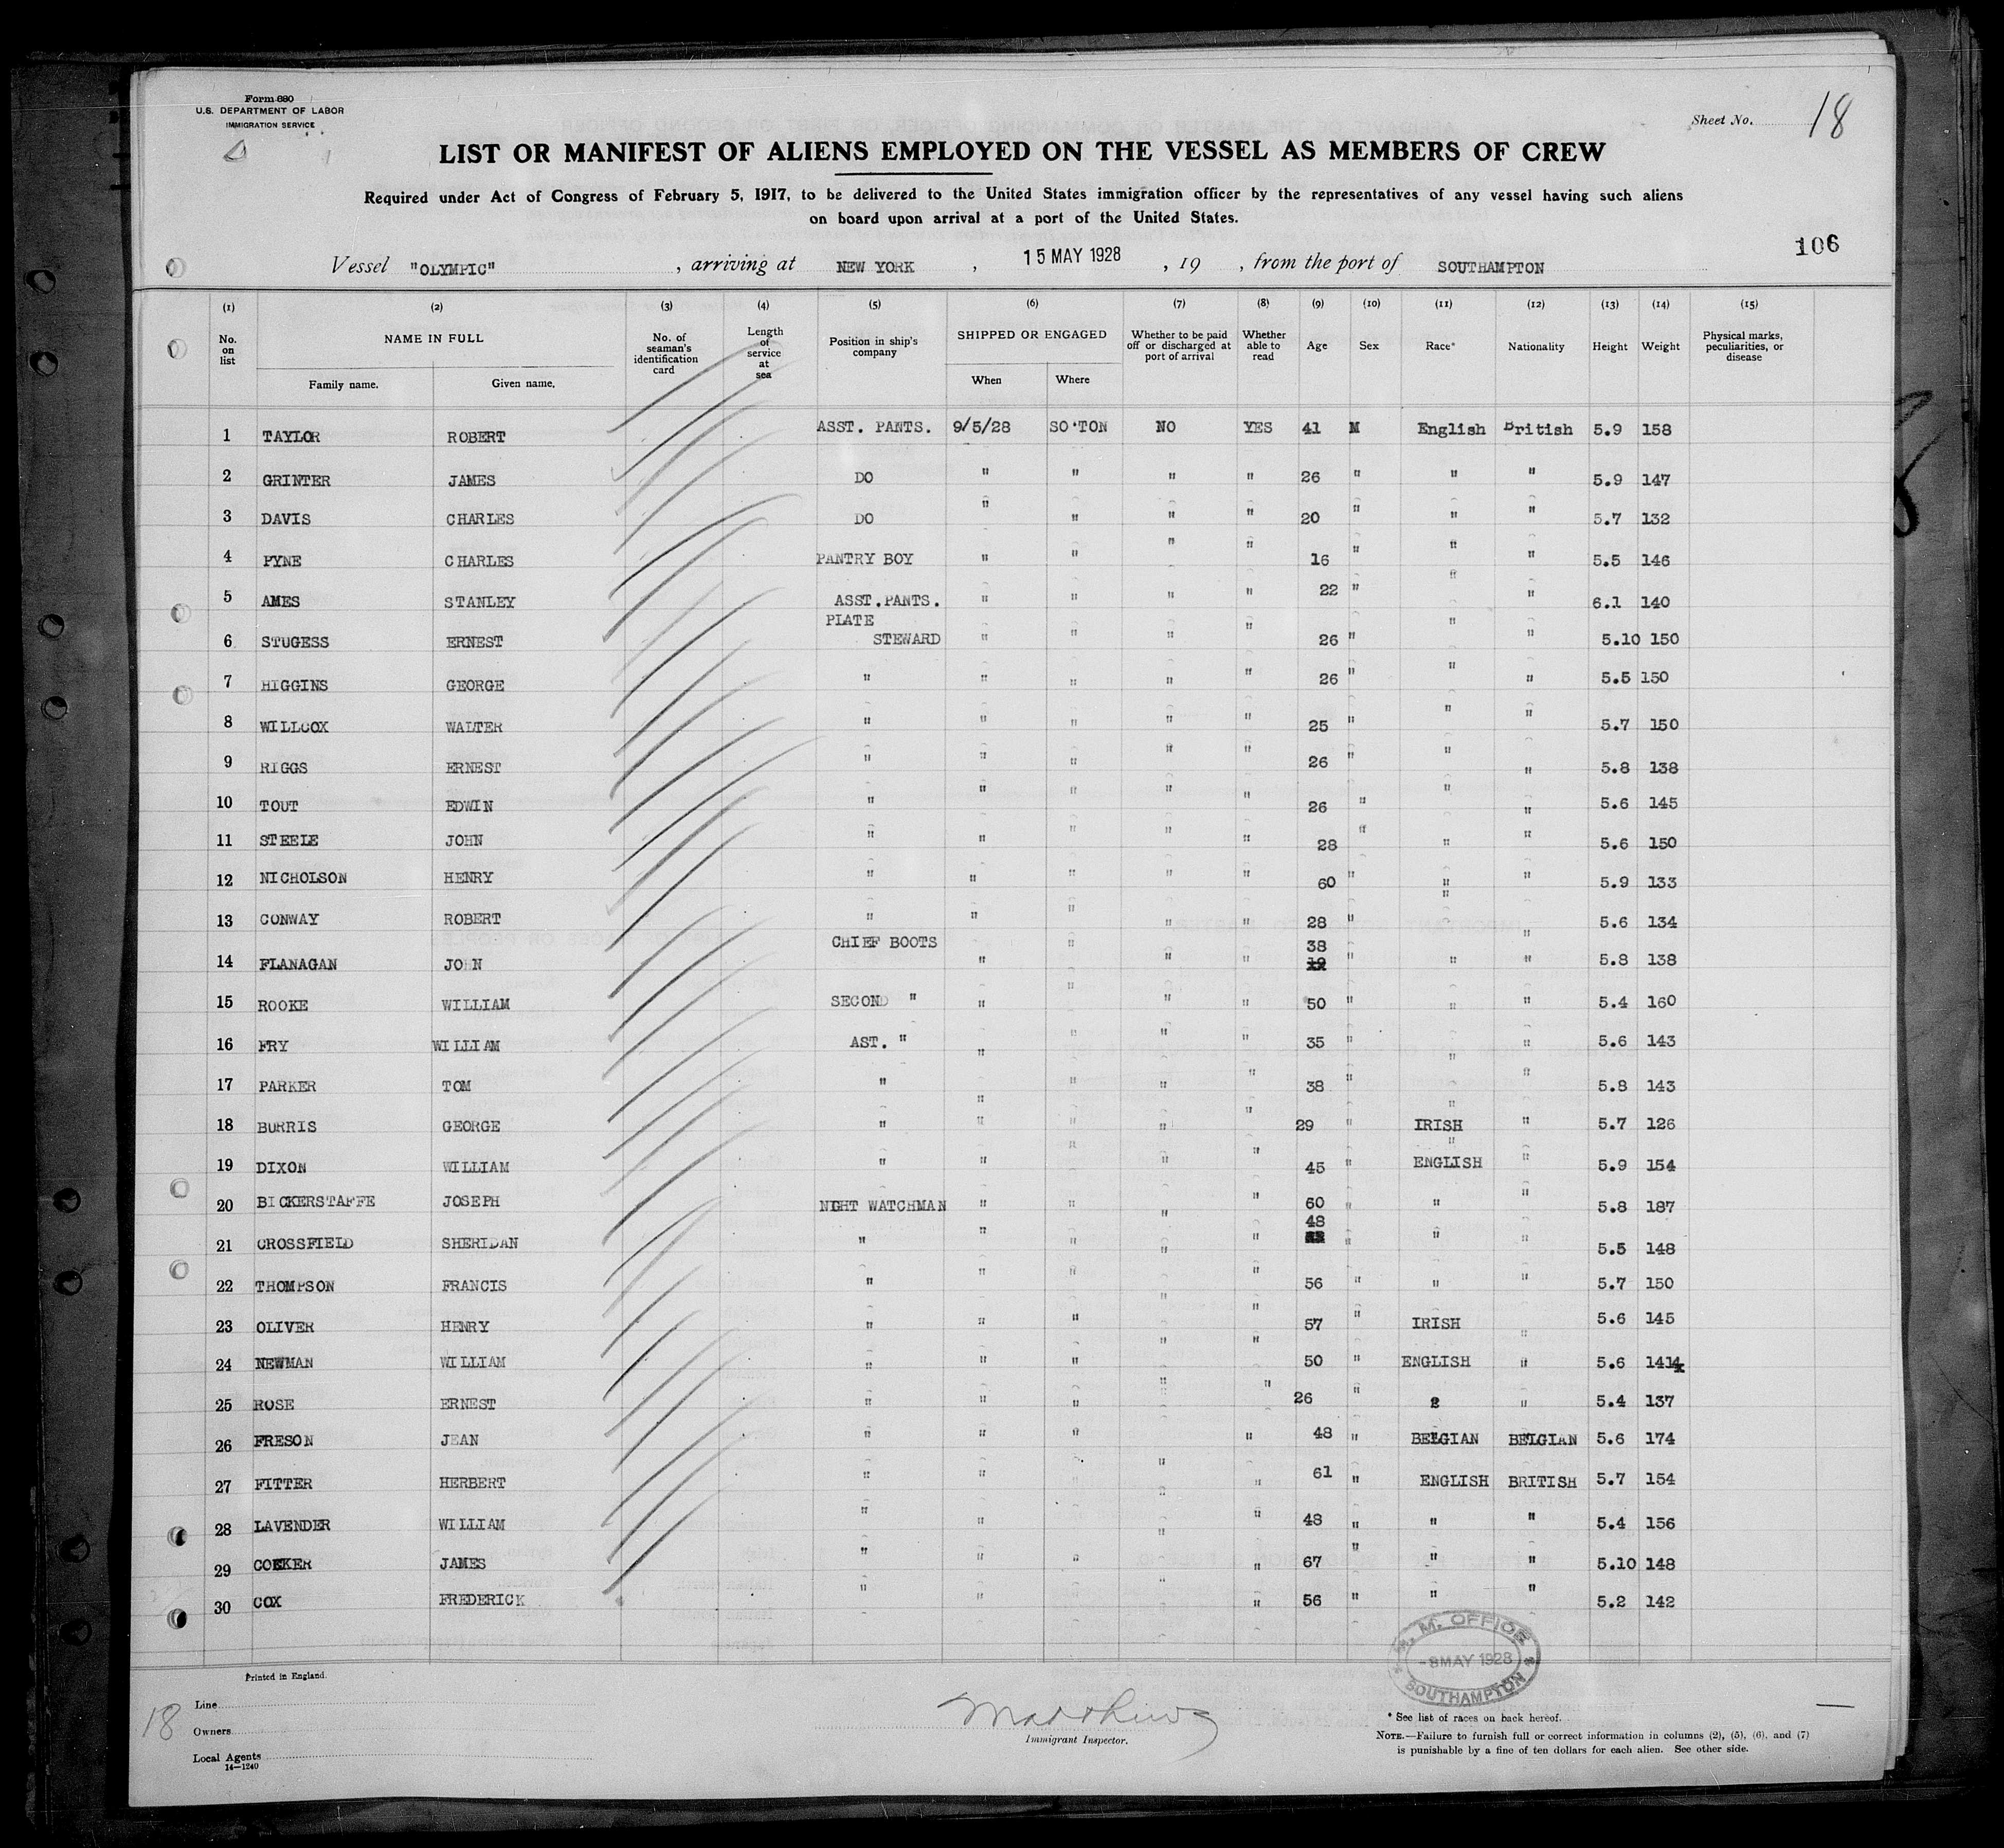 Form 680
U.S. DEPARTMENT OF LABOR
IMMIGRATION SERVICE
Sheet No. 18
LIST OR MANIFEST OF ALIENS EMPLOYED ON THE VESSEL AS MEMBERS OF CREW
Required under Act of Congress of February 5, 1917, to be delivered to the United States immigration officer by the representatives of any vessel having such aliens
on board upon arrival at a port of the United States.
106
Vessel "OLYMPIC" , arriving at NEW YORK , 15 MAY 1928 , 19 , from the port of SOUTHAMPTON
(1) (2) (3) (4) (5) (6) (7) (8) (9) (10) (11) (12) (13) (14) (15)
No. on list NAME IN FULL Family name. Given name. No. of seaman's identification card Length of service at sea Position in ship's company SHIPPED OR ENGAGED When Where Whether to be paid off or discharged at port of arrival Whether able to read Age Sex Race* Nationality Height Weight Physical marks, peculiarities, or disease
1 TAYLOR ROBERT ASST. PANTS. 9/5/28 SO'TON NO YES 41 M English British 5.9 158
2 GRINTER JAMES DO " " " " 26 " " " 5.9 147
3 DAVIS CHARLES DO " " " " 20 " " " 5.7 132
4 PYNE CHARLES PANTRY BOY " " " " 16 " " " 5.5 146
5 AMES STANLEY ASST.PANTS. " " " " 22 " " " 6.1 140
6 STUGESS ERNEST PLATE STEWARD " " " " 26 " " " 5.10 150
7 HIGGINS GEORGE " " " " " 26 " " " 5.5 150
8 WILLCOX WALTER " " " " " 25 " " " 5.7 150
9 RIGGS ERNEST " " " " " 26 " " " 5.8 138
10 TOUT EDWIN " " " " " 26 " " " 5.6 145
11 STEELE JOHN " " " " " 28 " " " 5.6 150
12 NICHOLSON HENRY " " " " " 60 " " " 5.9 133
13 CONWAY ROBERT " " " " " 28 " " " 5.6 134
14 FLANAGAN JOHN CHIEF BOOTS " " " " 38 " " " 5.8 138
15 ROOKE WILLIAM SECOND " " " " " 50 " " " 5.4 160
16 FRY WILLIAM AST. " " " " " 35 " " " 5.6 143
17 PARKER TOM " " " " " 38 " " " 5.8 143
18 BURRIS GEORGE " " " " " 29 " IRISH " 5.7 126
19 DIXON WILLIAM " " " " " 45 " ENGLISH " 5.9 154
20 BICKERSTAFFE JOSEPH NIGHT WATCHMAN " " " " 60 " " " 5.8 187
21 CROSSFIELD SHERIDAN " " " " " 48 " " " 5.5 148
22 THOMPSON FRANCIS " " " " " 56 " " " 5.7 150
23 OLIVER HENRY " " " " " 57 " IRISH " 5.6 145
24 NEWMAN WILLIAM " " " " " 50 " ENGLISH " 5.6 144
25 ROSE ERNEST " " " " " 26 " " " 5.4 137
26 FRESON JEAN " " " " " 48 " BELGIAN BELGIAN 5.6 174
27 FITTER HERBERT " " " " " 61 " ENGLISH BRITISH 5.7 154
28 LAVENDER WILLIAM " " " " " 48 " " " 5.4 156
29 COKER JAMES " " " " " 67 " " " 5.10 148
30 COX FREDERICK " " " " " 56 " " " 5.2 142
M. M. OFFICE
-8 MAY 1928
SOUTHAMPTON
Printed in England.
18
Line
Owners
Local Agents
14—1240
Matthews
Immigrant Inspector.
* See list of races on back hereof.
NOTE.—Failure to furnish full or correct information in columns (2), (5), (6), and (7)
is punishable by a fine of ten dollars for each alien. See other side.